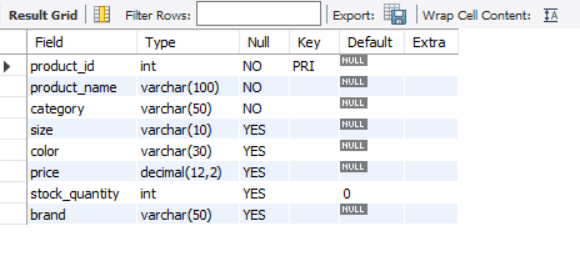 Result Grid Filter Rows: Export: Wrap Cell Content: IA
Field Type Null Key Default Extra
product_id int NO PRI NULL
product_name varchar(100) NO NULL
category varchar(50) NO NULL
size varchar(10) YES NULL
color varchar(30) YES NULL
price decimal(12,2) YES NULL
stock_quantity int YES 0
brand varchar(50) YES NULL